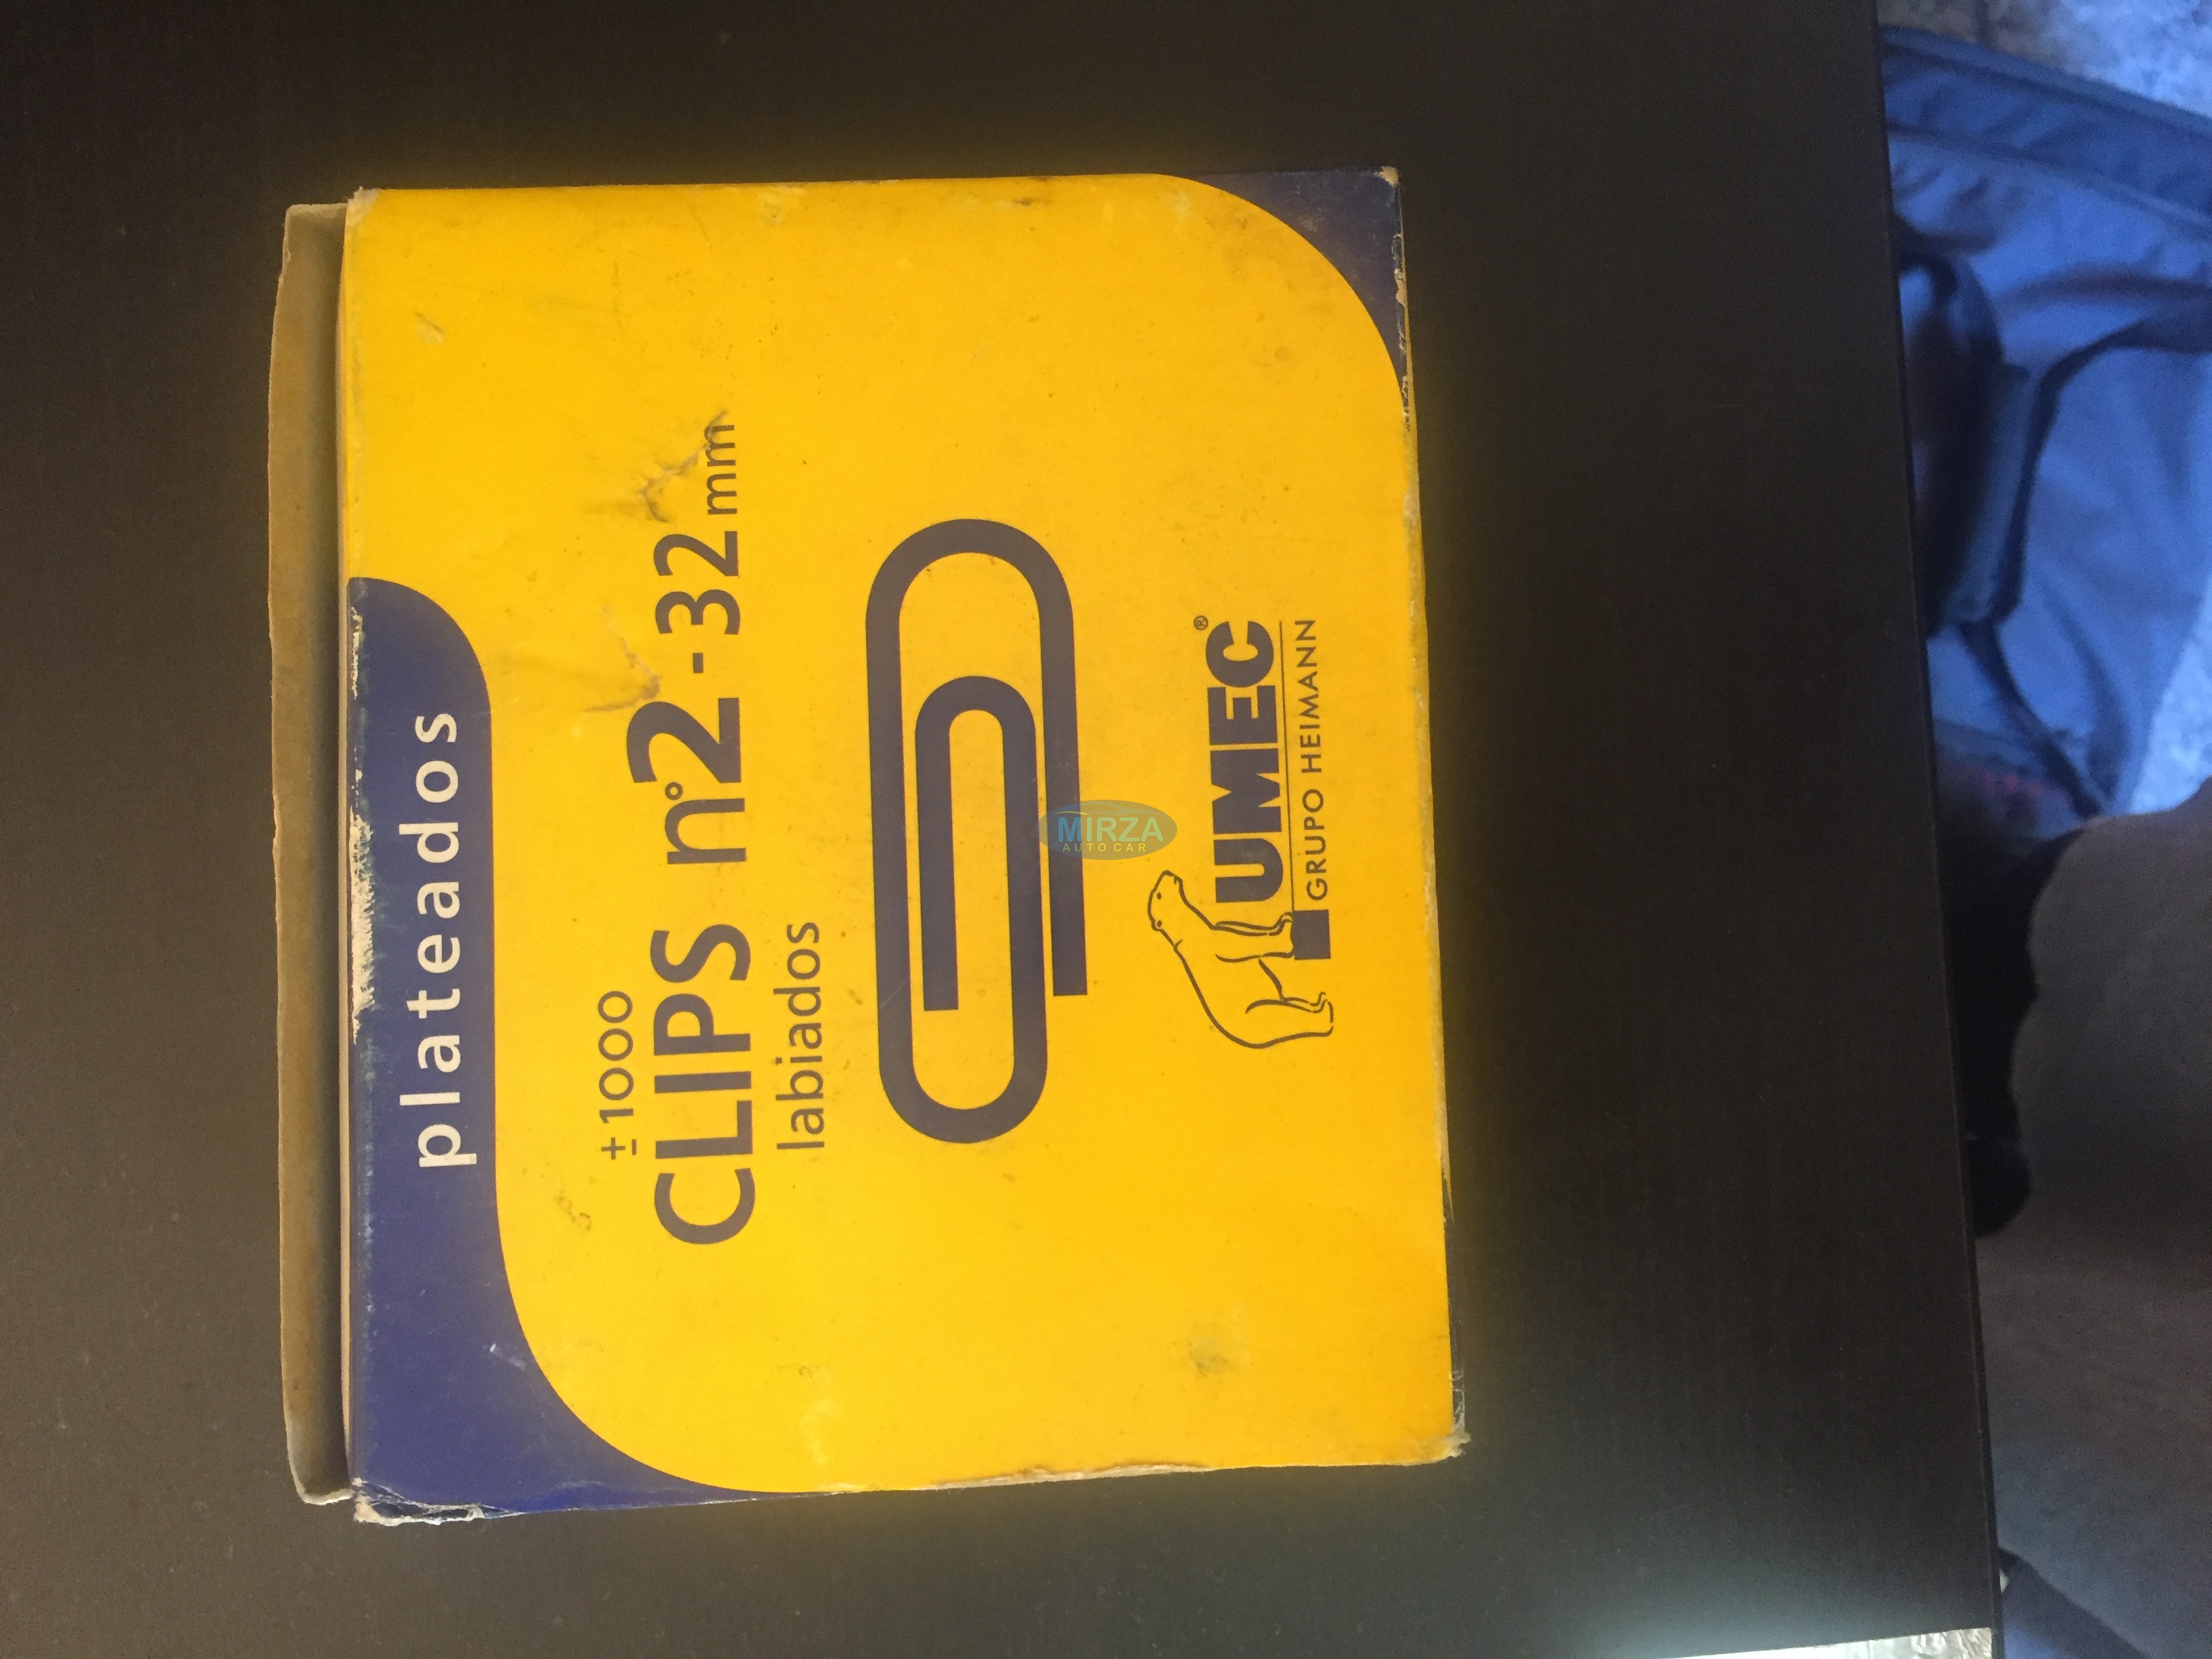 plateados
±1000
CLIPS nº2-32mm
labiados
MIRZA
AUTO CAR
UMEC®
GRUPO HEIMANN